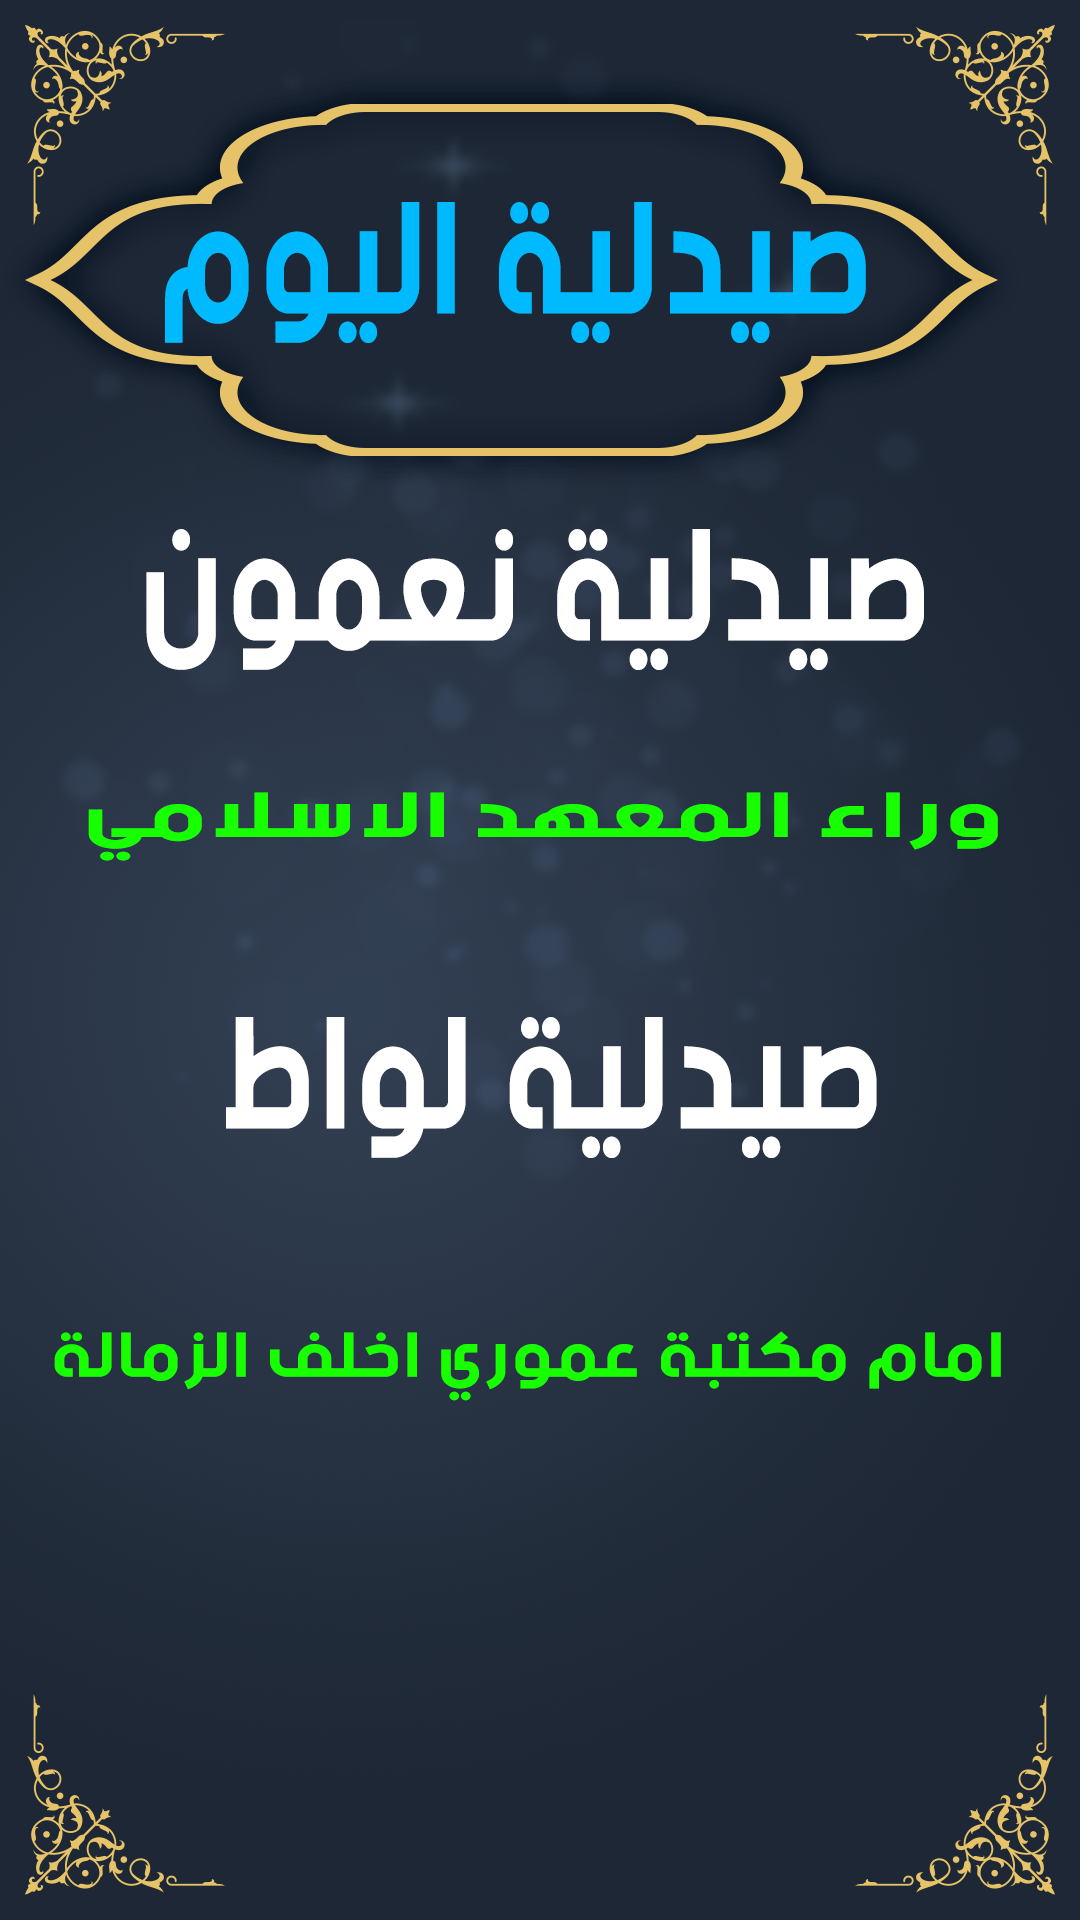 صيدلية اليوم
صيدلية نعمون
وراء المعهد الاسلامي
صيدلية لواط
امام مكتبة عموري اخلف الزمالة